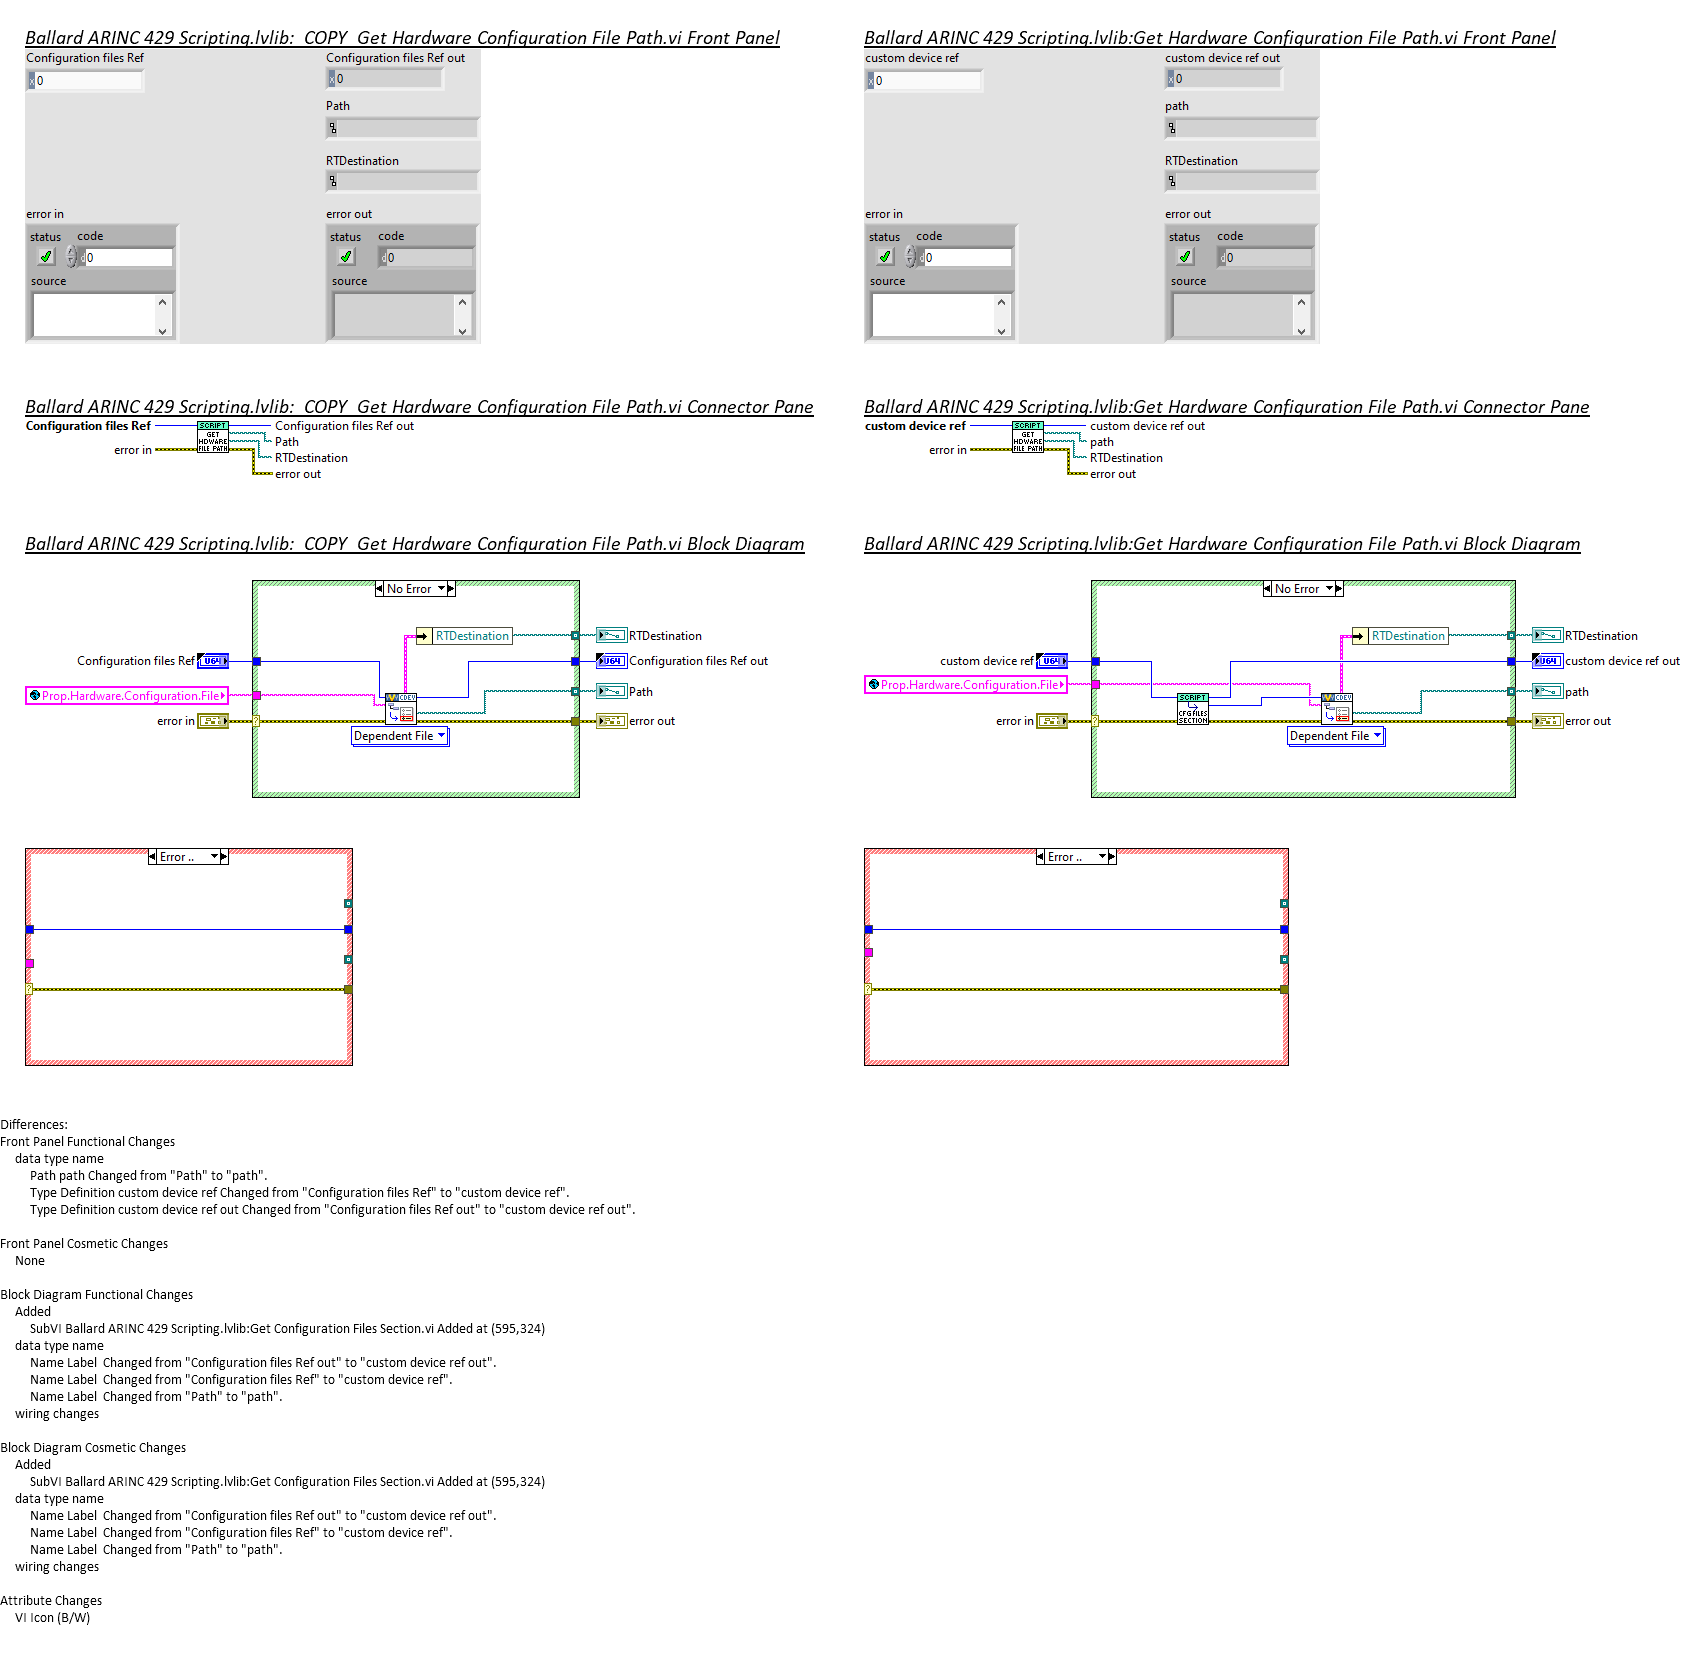 Ballard ARINC 429 Scripting.lvlib:  COPY  Get Hardware Configuration File Path.vi Front Panel
Configuration files Ref
Configuration files Ref out
x 0
x 0
Path
RTDestination
error in
error out
status
code
status
code
d 0
d 0
source
source
Ballard ARINC 429 Scripting.lvlib:Get Hardware Configuration File Path.vi Front Panel
custom device ref
custom device ref out
x 0
x 0
path
RTDestination
error in
error out
status
code
status
code
d 0
d 0
source
source
Ballard ARINC 429 Scripting.lvlib:  COPY  Get Hardware Configuration File Path.vi Connector Pane
Configuration files Ref
SCRIPT
GET
HDWARE
FILE PATH
Configuration files Ref out
Path
error in
RTDestination
error out
Ballard ARINC 429 Scripting.lvlib:Get Hardware Configuration File Path.vi Connector Pane
custom device ref
SCRIPT
GET
HDWARE
FILE PATH
custom device ref out
path
error in
RTDestination
error out
Ballard ARINC 429 Scripting.lvlib:  COPY  Get Hardware Configuration File Path.vi Block Diagram
No Error
RTDestination
RTDestination
Configuration files Ref
U64
U64
Configuration files Ref out
Prop.Hardware.Configuration.File
CDEV
Path
error in
?
error out
Dependent File
Error ..
?
Ballard ARINC 429 Scripting.lvlib:Get Hardware Configuration File Path.vi Block Diagram
No Error
RTDestination
RTDestination
custom device ref
U64
U64
custom device ref out
Prop.Hardware.Configuration.File
SCRIPT
CFG FILES
SECTION
CDEV
path
error in
?
error out
Dependent File
Error ..
?
Differences:
Front Panel Functional Changes
data type name
Path path Changed from "Path" to "path".
Type Definition custom device ref Changed from "Configuration files Ref" to "custom device ref".
Type Definition custom device ref out Changed from "Configuration files Ref out" to "custom device ref out".
Front Panel Cosmetic Changes
None
Block Diagram Functional Changes
Added
SubVI Ballard ARINC 429 Scripting.lvlib:Get Configuration Files Section.vi Added at (595,324)
data type name
Name Label  Changed from "Configuration files Ref out" to "custom device ref out".
Name Label  Changed from "Configuration files Ref" to "custom device ref".
Name Label  Changed from "Path" to "path".
wiring changes
Block Diagram Cosmetic Changes
Added
SubVI Ballard ARINC 429 Scripting.lvlib:Get Configuration Files Section.vi Added at (595,324)
data type name
Name Label  Changed from "Configuration files Ref out" to "custom device ref out".
Name Label  Changed from "Configuration files Ref" to "custom device ref".
Name Label  Changed from "Path" to "path".
wiring changes
Attribute Changes
VI Icon (B/W)